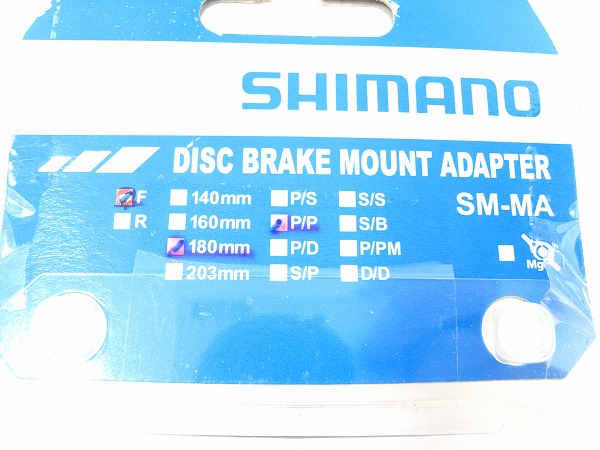 SHIMANO
DISC BRAKE MOUNT ADAPTER
F 140mm P/S S/S SM-MA
R 160mm P/P S/B
180mm P/D P/PM
203mm S/P D/D
Mg